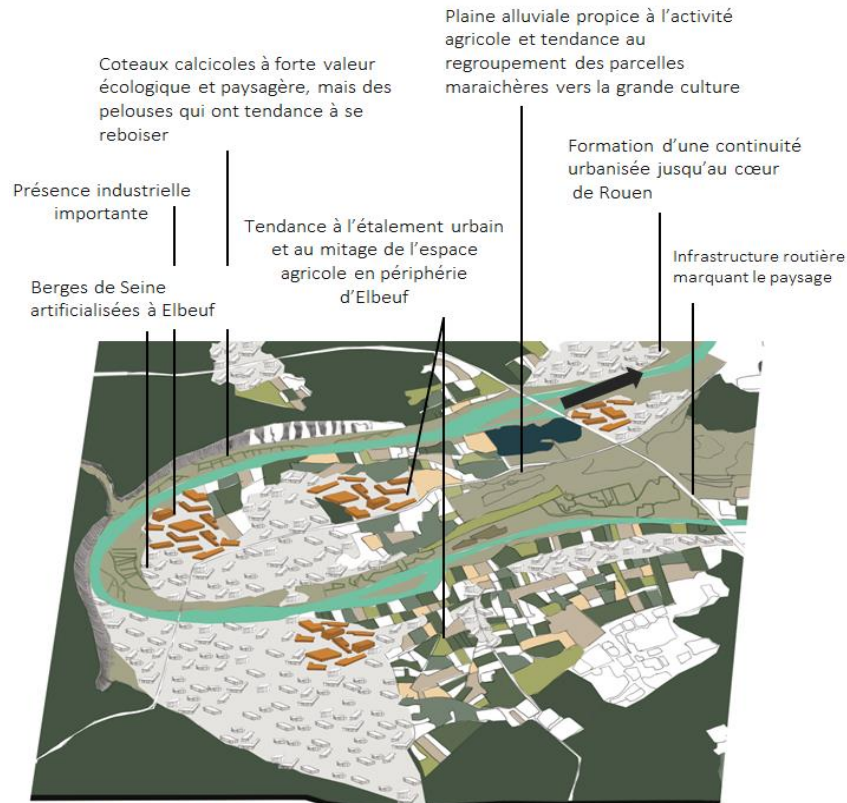 Plaine alluviale propice à l’activité
agricole et tendance au
regroupement des parcelles
maraichères vers la grande culture
Coteaux calcicoles à forte valeur
écologique et paysagère, mais des
pelouses qui ont tendance à se
reboiser
Formation d’une continuité
urbanisée jusqu’au cœur
de Rouen
Présence industrielle
importante
Tendance à l’étalement urbain
et au mitage de l’espace
agricole en périphérie
d’Elbeuf
Infrastructure routière
marquant le paysage
Berges de Seine
artificialisées à Elbeuf